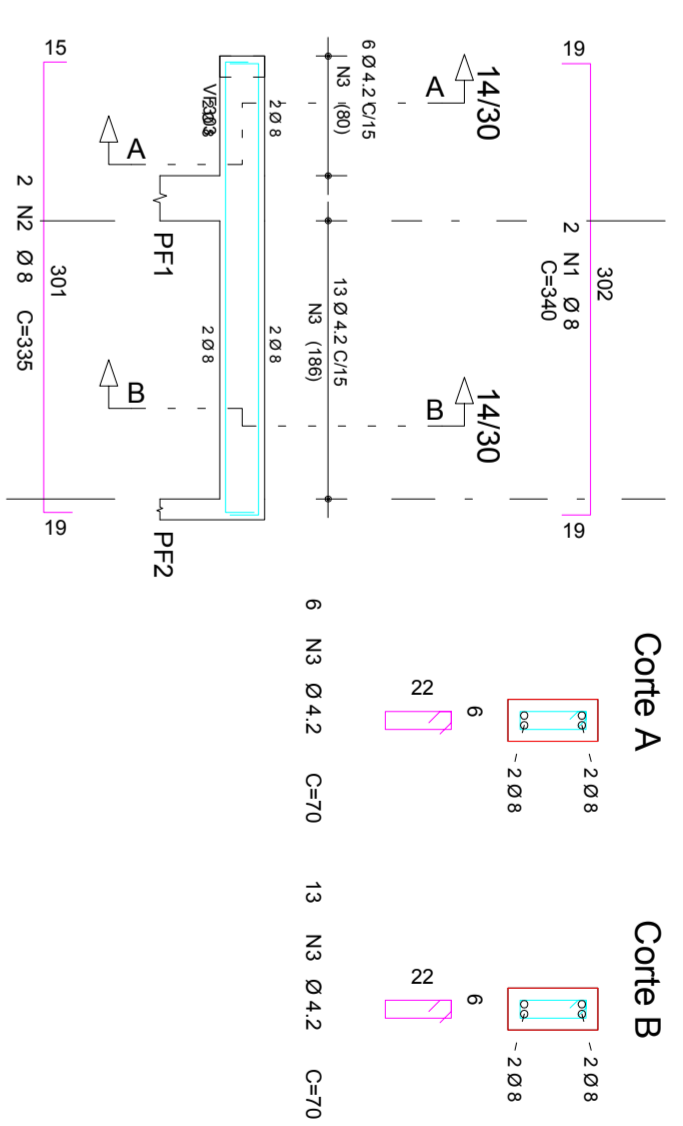 19
302
19
2 N1 Ø 8
C=340
14/30
14/30
A
B
6 Ø 4.2 C/15
N3 (80)
13 Ø 4.2 C/15
N3 (186)
2 Ø 8
2 Ø 8
2 Ø 8
A
B
PF1
PF2
15
301
19
2 N2 Ø 8 C=335
Corte A
2 Ø 8
2 Ø 8
6
22
6 N3 Ø 4.2 C=70
Corte B
2 Ø 8
2 Ø 8
6
22
13 N3 Ø 4.2 C=70